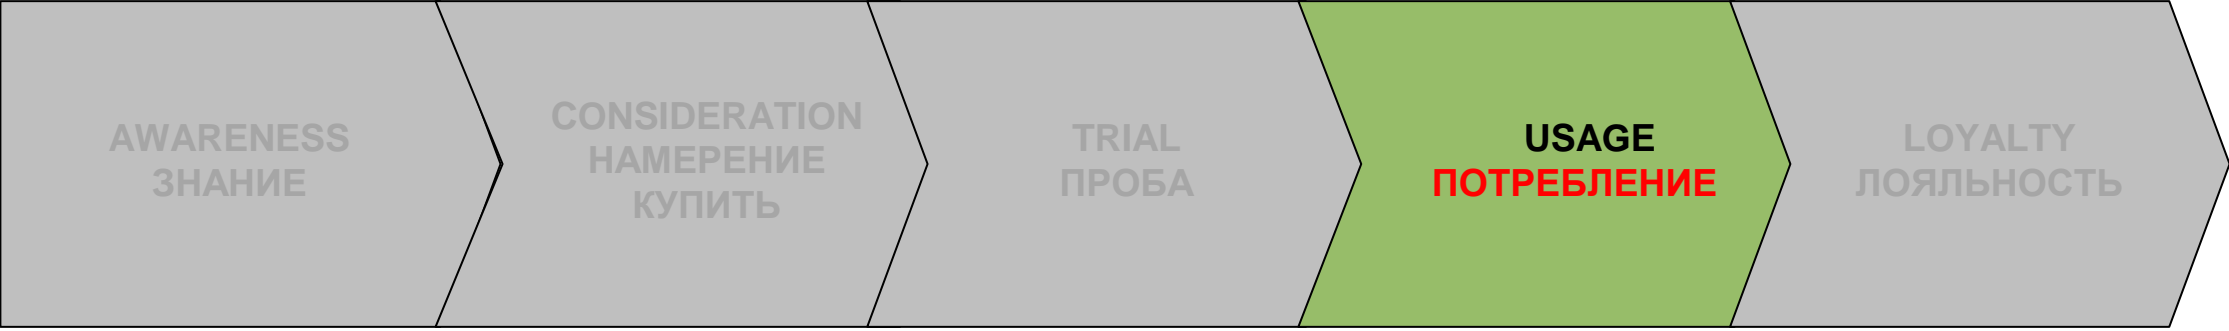 AWARENESS
ЗНАНИЕ
CONSIDERATION
НАМЕРЕНИЕ
КУПИТЬ
TRIAL
ПРОБА
USAGE
ПОТРЕБЛЕНИЕ
LOYALTY
ЛОЯЛЬНОСТЬ